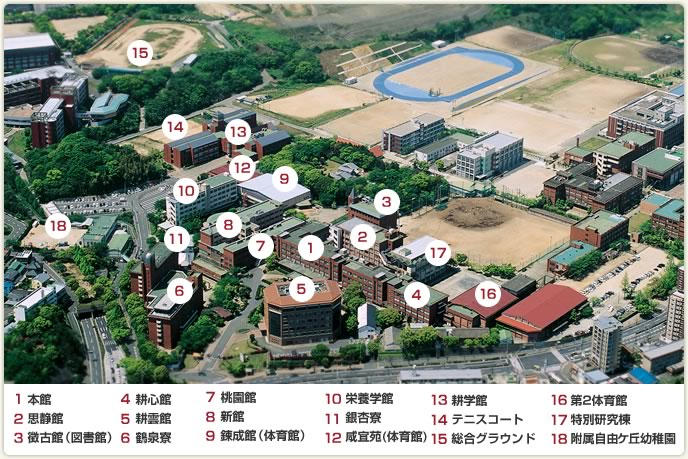 15
14
13
12
10
9
3
18
8
2
11
7
1
17
6
5
4
16
1 本館
4 耕心館
7 桃園館
10 栄養学館
13 耕学館
16 第2体育館
2 思静館
5 耕雲館
8 新館
11 銀杏寮
14 テニスコート
17 特別研究棟
3 徴古館(図書館)
6 鶴泉寮
9 錬成館(体育館)
12 咸宜苑(体育館)
15 総合グラウンド
18 附属自由ケ丘幼稚園